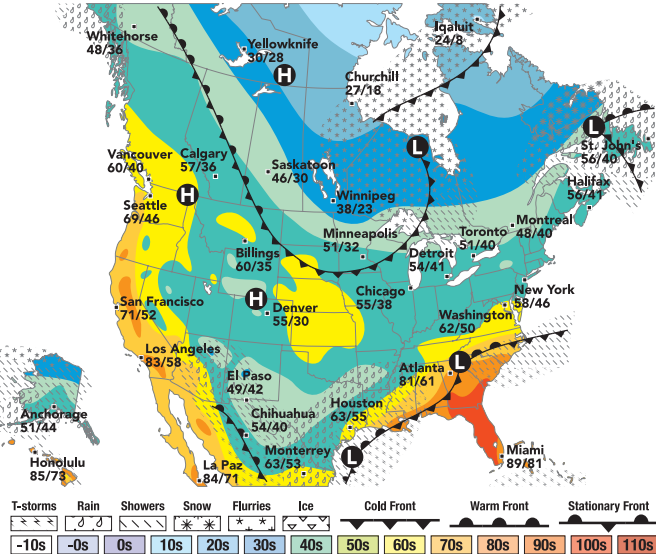 Iqaluit
24/8
Whitehorse
48/36
Yellowknife
30/28
H
Churchill
27/18
L
L
St. John's
56/40
Vancouver
60/40
Calgary
57/36
Saskatoon
46/30
Halifax
56/41
H
Seattle
69/46
Winnipeg
38/23
Montreal
48/40
Minneapolis
51/32
Toronto
51/40
Billings
60/35
Detroit
54/41
San Francisco
71/52
H
Denver
55/30
Chicago
55/38
New York
58/46
Washington
62/50
Los Angeles
83/58
L
Atlanta
81/61
El Paso
49/42
Houston
63/55
Anchorage
51/44
Chihuahua
54/40
Monterrey
63/53
L
Miami
89/81
Honolulu
85/73
La Paz
84/71
T-storms Rain Showers Snow Flurries Ice Cold Front Warm Front Stationary Front
-10s -0s 0s 10s 20s 30s 40s 50s 60s 70s 80s 90s 100s 110s